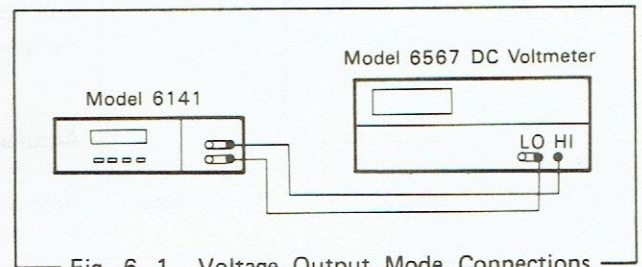 Model 6567 DC Voltmeter
Model 6141
LO HI
Fig. 6-1 Voltage Output Mode Connections